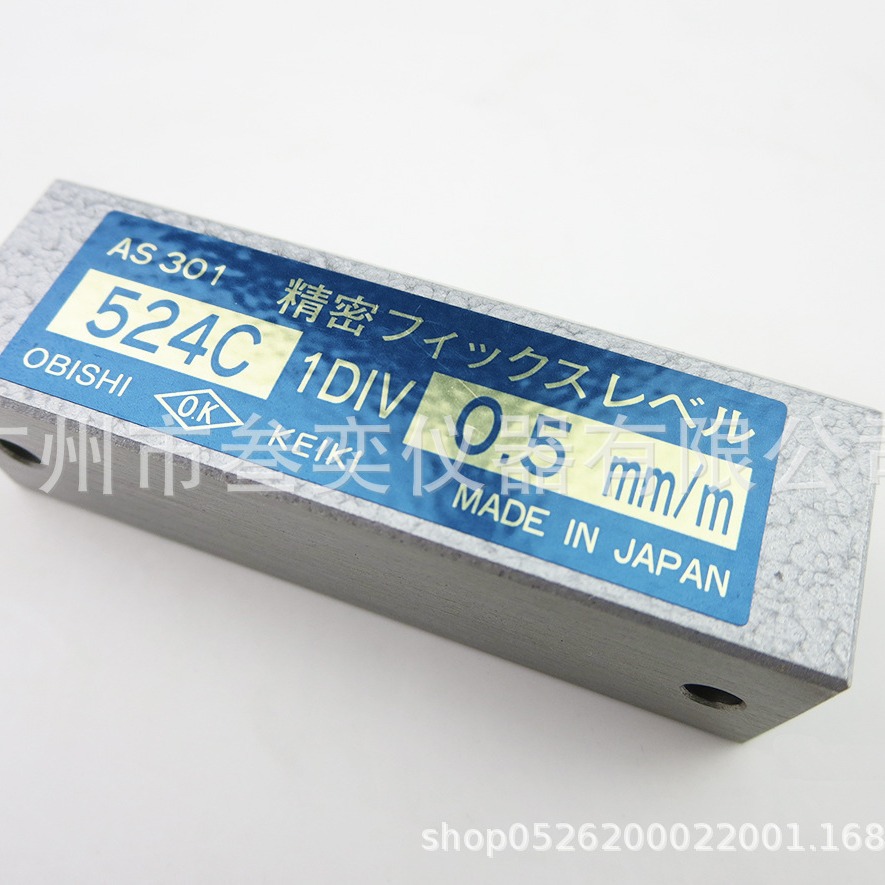 AS 301
精密フィックスレベル
524C
1DIV
0.5 mm/m
OBISHI
O.K
KEIKI
MADE IN JAPAN
州市叁奕仪器有限公司
shop0526200022001.168